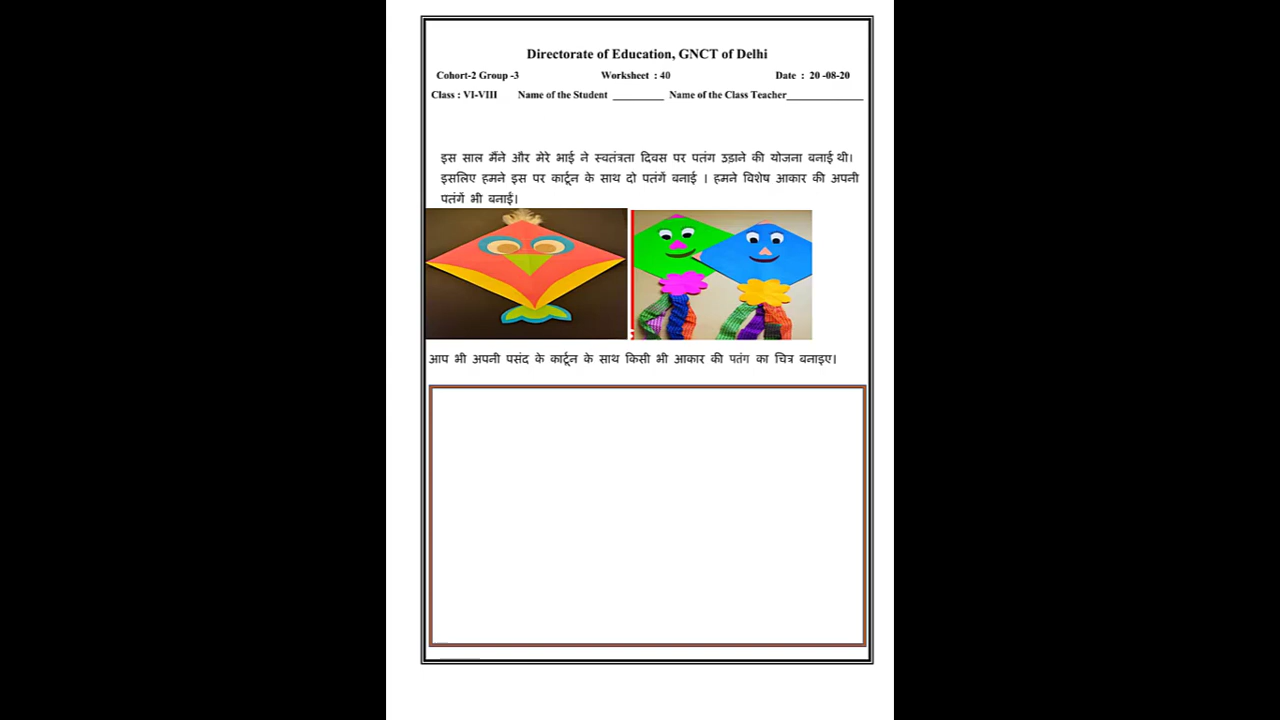 Directorate of Education, GNCT of Delhi
Cohort-2 Group -3 Worksheet : 40 Date : 20 -08-20
Class : VI-VIII Name of the Student __________ Name of the Class Teacher_______________
इस साल मैंने और मेरे भाई ने स्वतंत्रता दिवस पर पतंग उड़ाने की योजना बनाई थी।
इसलिए हमने इस पर कार्टून के साथ दो पतंगें बनाई । हमने विशेष आकार की अपनी
पतंगें भी बनाईं।
आप भी अपनी पसंद के कार्टून के साथ किसी भी आकार की पतंग का चित्र बनाइए।